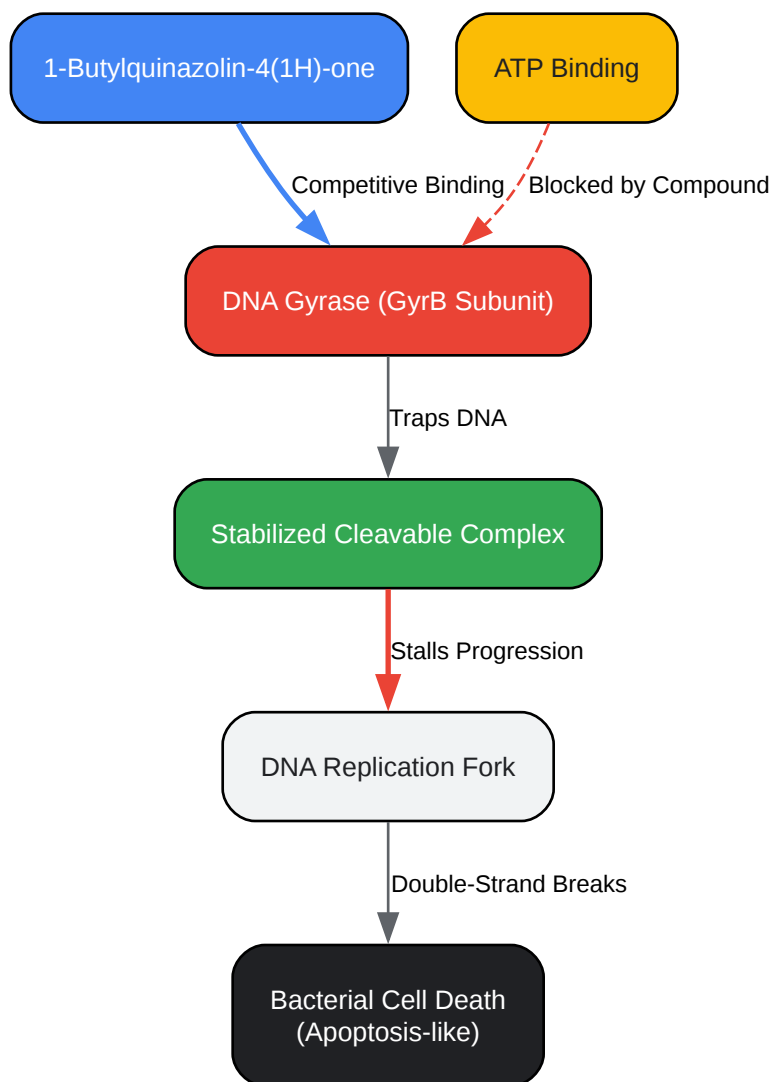 1-Butylquinazolin-4(1H)-one
ATP Binding
Competitive Binding
Blocked by Compound
DNA Gyrase (GyrB Subunit)
Traps DNA
Stabilized Cleavable Complex
Stalls Progression
DNA Replication Fork
Double-Strand Breaks
Bacterial Cell Death
(Apoptosis-like)